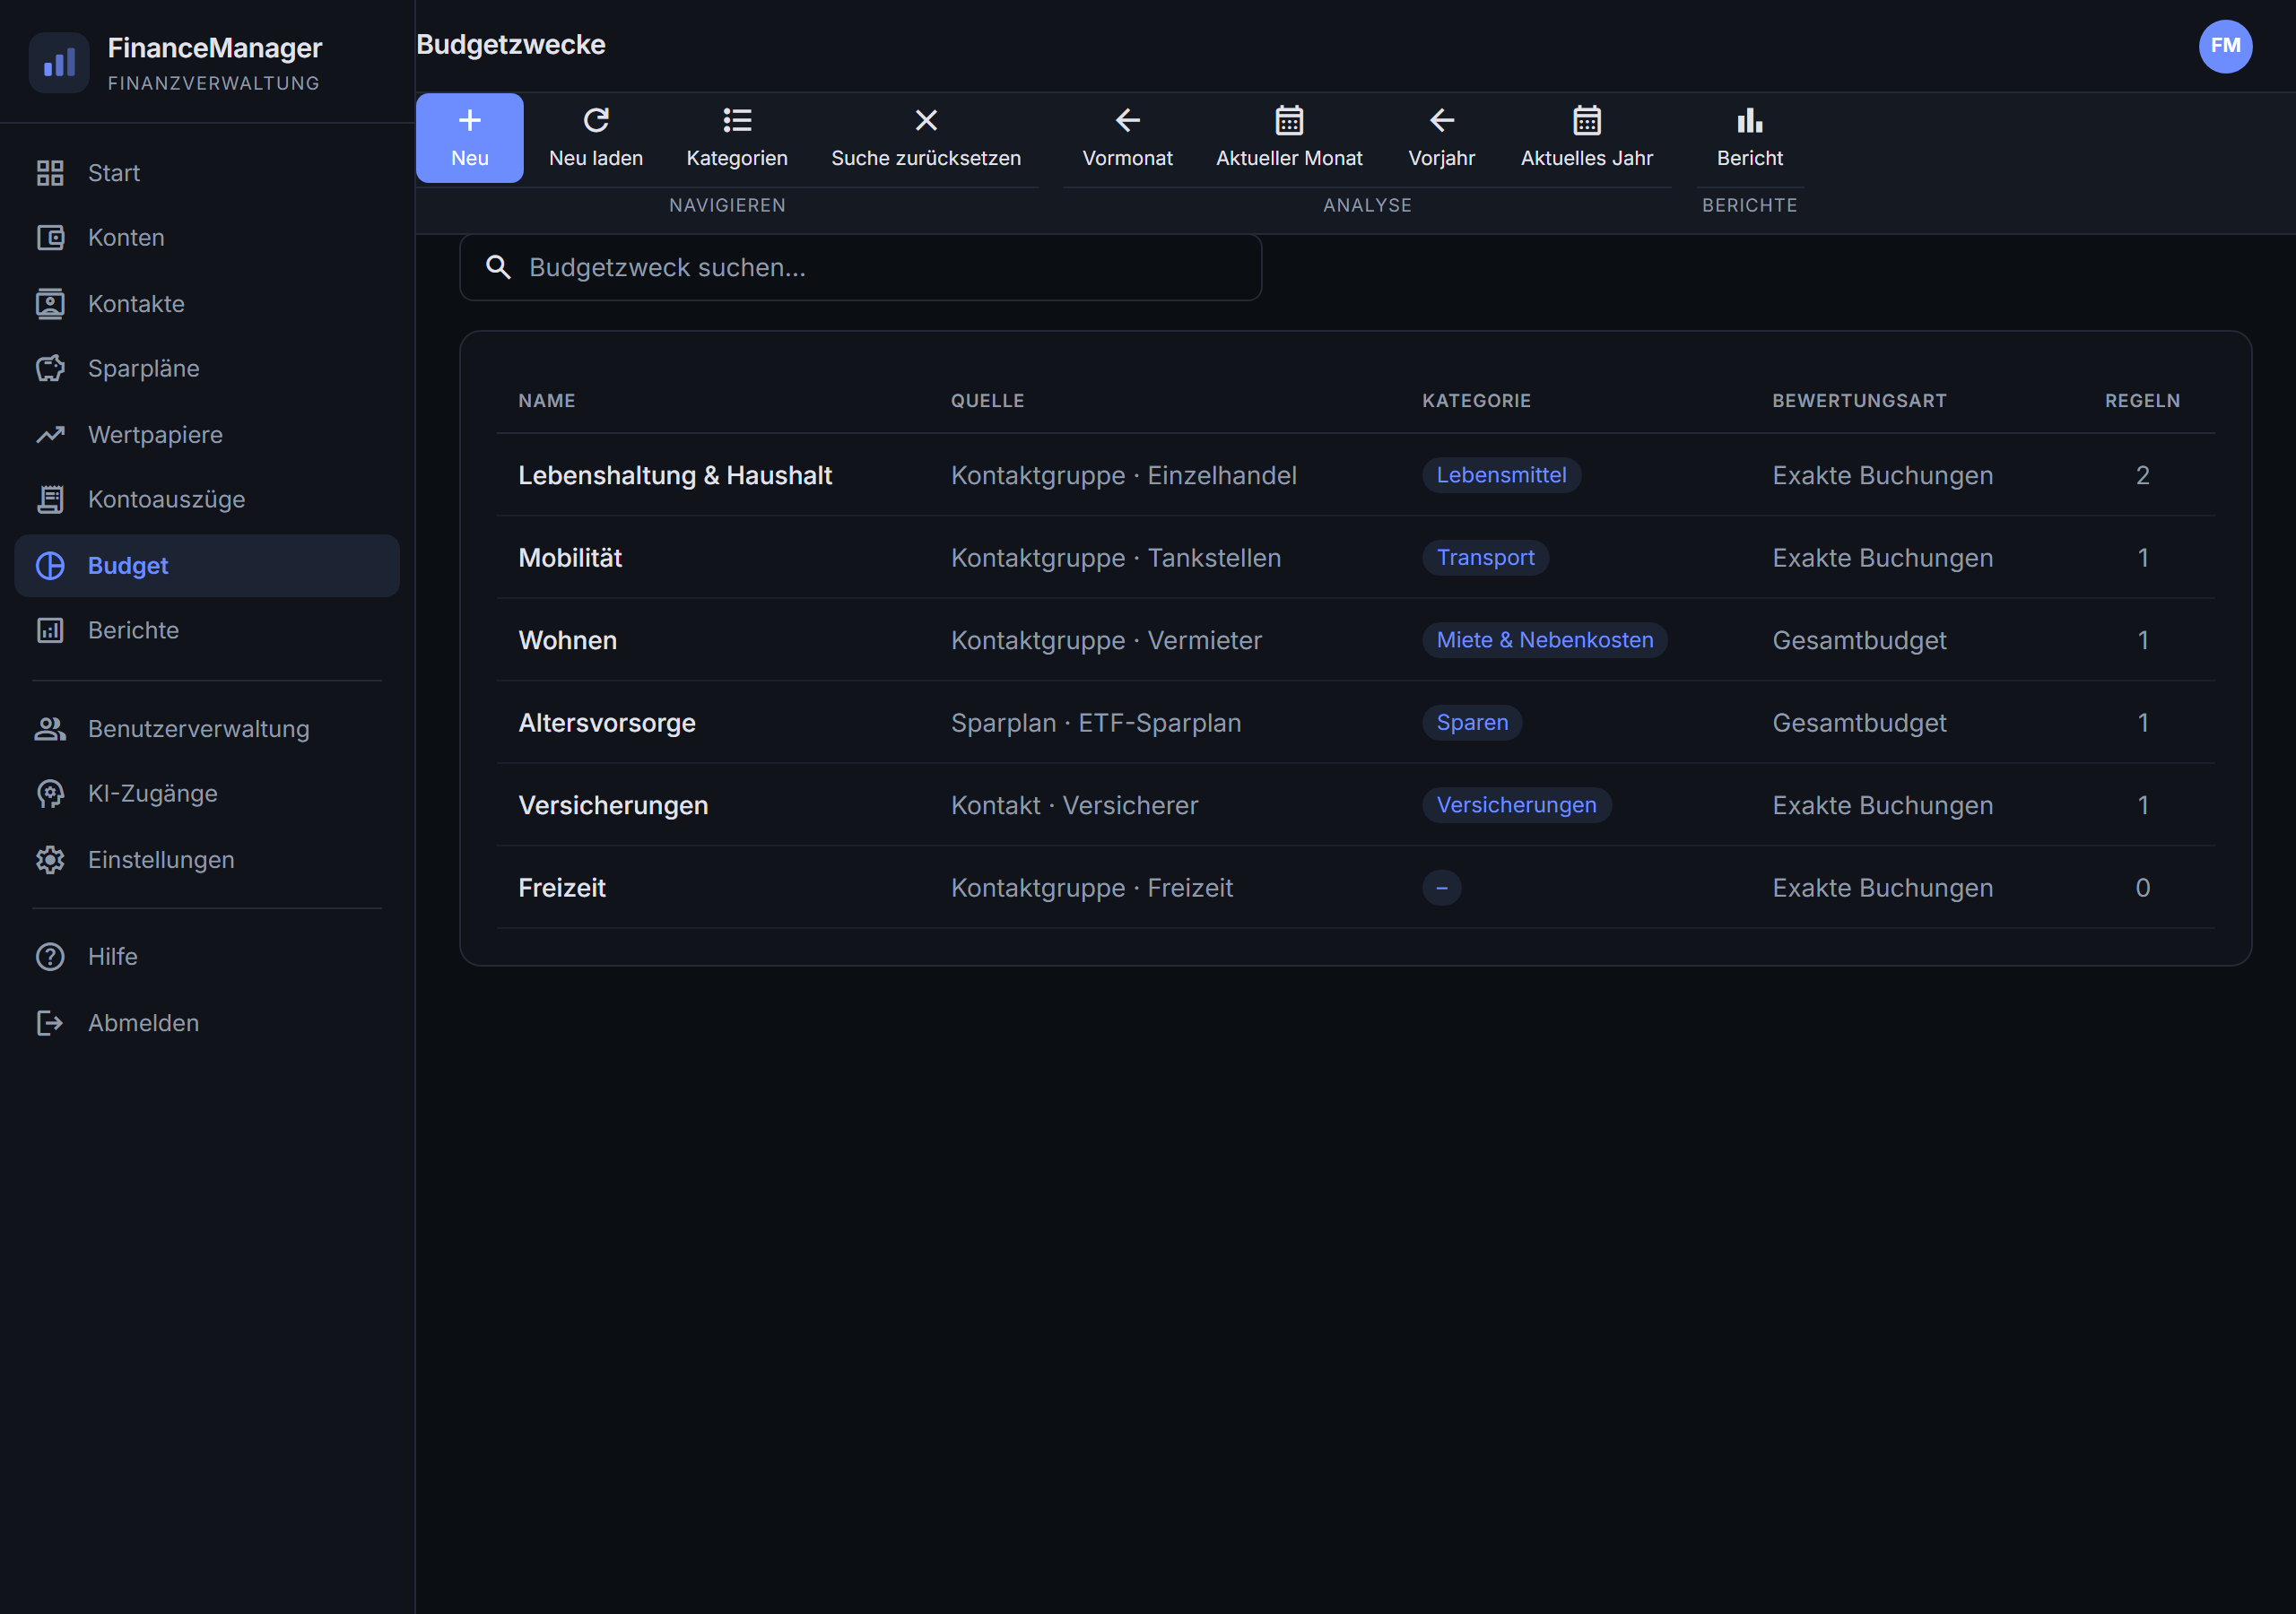 FinanceManager
FINANZVERWALTUNG
Start
Konten
Kontakte
Sparpläne
Wertpapiere
Kontoauszüge
Budget
Berichte
Benutzerverwaltung
KI-Zugänge
Einstellungen
Hilfe
Abmelden
Budgetzwecke
FM
Neu
Neu laden
Kategorien
Suche zurücksetzen
NAVIGIEREN
Vormonat
Aktueller Monat
Vorjahr
Aktuelles Jahr
ANALYSE
Bericht
BERICHTE
Budgetzweck suchen...
NAME QUELLE KATEGORIE BEWERTUNGSART REGELN
Lebenshaltung & Haushalt Kontaktgruppe · Einzelhandel Lebensmittel Exakte Buchungen 2
Mobilität Kontaktgruppe · Tankstellen Transport Exakte Buchungen 1
Wohnen Kontaktgruppe · Vermieter Miete & Nebenkosten Gesamtbudget 1
Altersvorsorge Sparplan · ETF-Sparplan Sparen Gesamtbudget 1
Versicherungen Kontakt · Versicherer Versicherungen Exakte Buchungen 1
Freizeit Kontaktgruppe · Freizeit – Exakte Buchungen 0